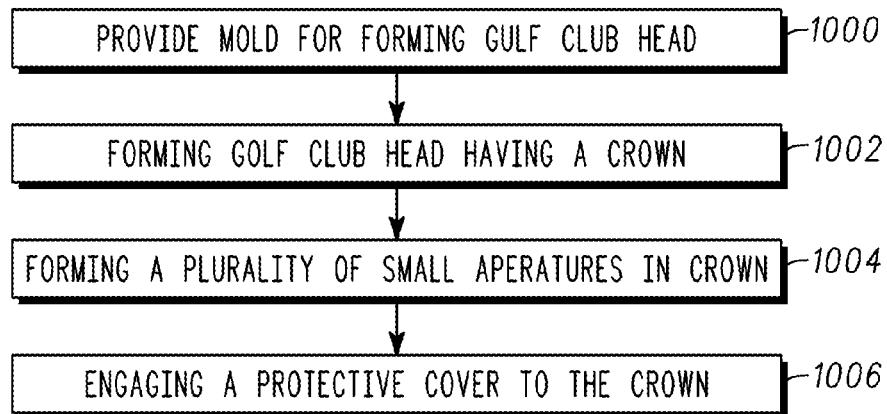 PROVIDE MOLD FOR FORMING GULF CLUB HEAD 1000
FORMING GOLF CLUB HEAD HAVING A CROWN 1002
FORMING A PLURALITY OF SMALL APERATURES IN CROWN 1004
ENGAGING A PROTECTIVE COVER TO THE CROWN 1006